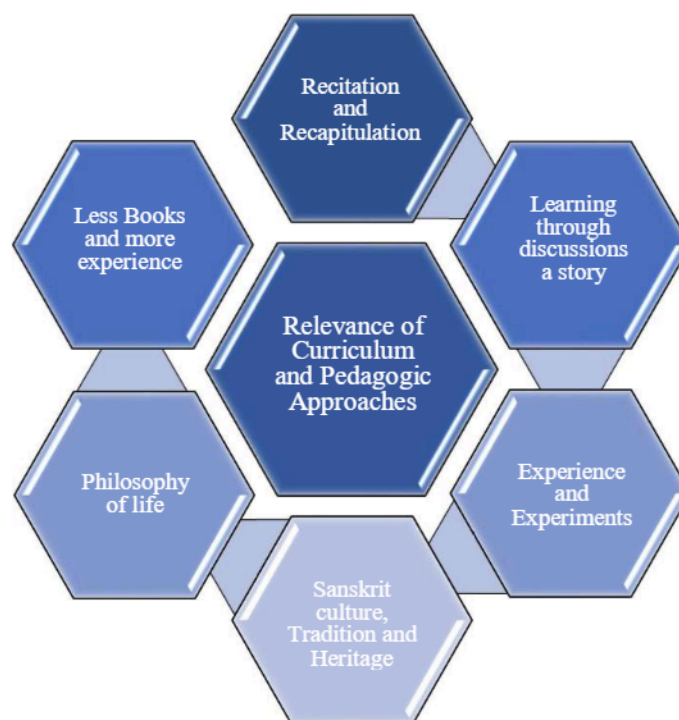 Recitation
and
Recapitulation
Learning
through
discussions
a story
Experience
and
Experiments
Sanskrit
culture,
Tradition and
Heritage
Philosophy
of life
Less Books
and more
experience
Relevance of
Curriculum
and Pedagogic
Approaches